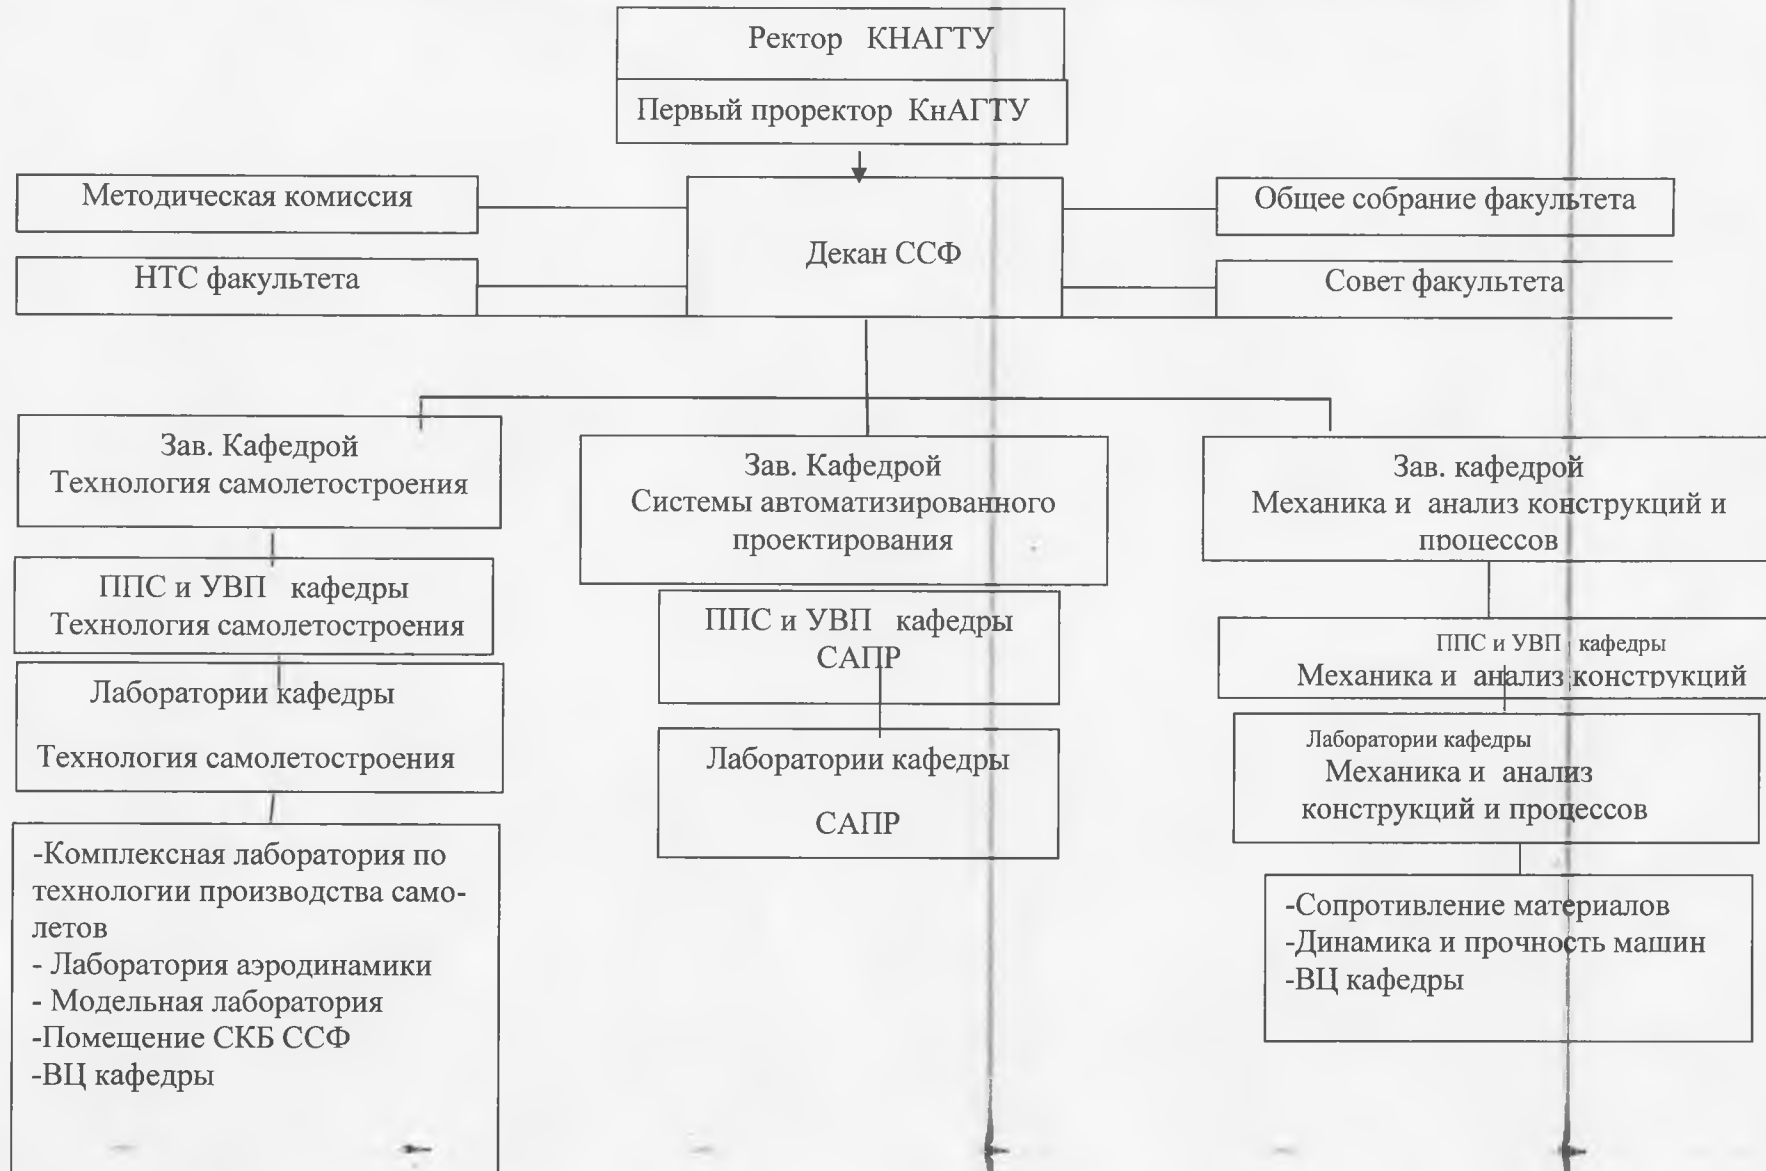 Ректор КНАГТУ
Первый проректор КнАГТУ
Методическая комиссия
НТС факультета
Декан ССФ
Общее собрание факультета
Совет факультета
Зав. Кафедрой
Технология самолетостроения
ППС и УВП кафедры
Технология самолетостроения
Лаборатории кафедры
Технология самолетостроения
-Комплексная лаборатория по
технологии производства само-
летов
- Лаборатория аэродинамики
- Модельная лаборатория
-Помещение СКБ ССФ
-ВЦ кафедры
Зав. Кафедрой
Системы автоматизированного
проектирования
ППС и УВП кафедры
САПР
Лаборатории кафедры
САПР
Зав. кафедрой
Механика и анализ конструкций и
процессов
ППС и УВП кафедры
Механика и анализ конструкций
Лаборатории кафедры
Механика и анализ
конструкций и процессов
-Сопротивление материалов
-Динамика и прочность машин
-ВЦ кафедры